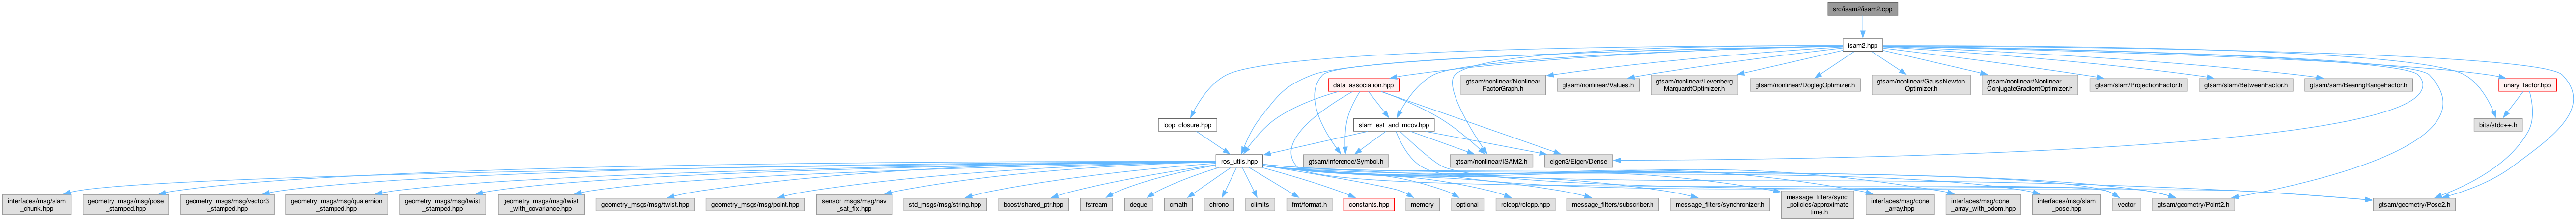 src/isam2/isam2.cpp
isam2.hpp
data_association.hpp
gtsam/nonlinear/Nonlinear
FactorGraph.h
gtsam/nonlinear/Values.h
gtsam/nonlinear/Levenberg
MarquardtOptimizer.h
gtsam/nonlinear/DoglegOptimizer.h
gtsam/nonlinear/GaussNewton
Optimizer.h
gtsam/nonlinear/Nonlinear
ConjugateGradientOptimizer.h
gtsam/slam/ProjectionFactor.h
gtsam/slam/BetweenFactor.h
gtsam/sam/BearingRangeFactor.h
unary_factor.hpp
loop_closure.hpp
slam_est_and_mcov.hpp
bits/stdc++.h
ros_utils.hpp
gtsam/inference/Symbol.h
gtsam/nonlinear/ISAM2.h
eigen3/Eigen/Dense
interfaces/msg/slam
_chunk.hpp
geometry_msgs/msg/pose
_stamped.hpp
geometry_msgs/msg/vector3
_stamped.hpp
geometry_msgs/msg/quaternion
_stamped.hpp
geometry_msgs/msg/twist
_stamped.hpp
geometry_msgs/msg/twist
_with_covariance.hpp
geometry_msgs/msg/twist.hpp
geometry_msgs/msg/point.hpp
sensor_msgs/msg/nav
_sat_fix.hpp
std_msgs/msg/string.hpp
boost/shared_ptr.hpp
fstream
deque
cmath
chrono
climits
fmt/format.h
constants.hpp
memory
optional
rclcpp/rclcpp.hpp
message_filters/subscriber.h
message_filters/synchronizer.h
message_filters/sync
_policies/approximate
_time.h
interfaces/msg/cone
_array.hpp
interfaces/msg/cone
_array_with_odom.hpp
interfaces/msg/slam
_pose.hpp
vector
gtsam/geometry/Point2.h
gtsam/geometry/Pose2.h